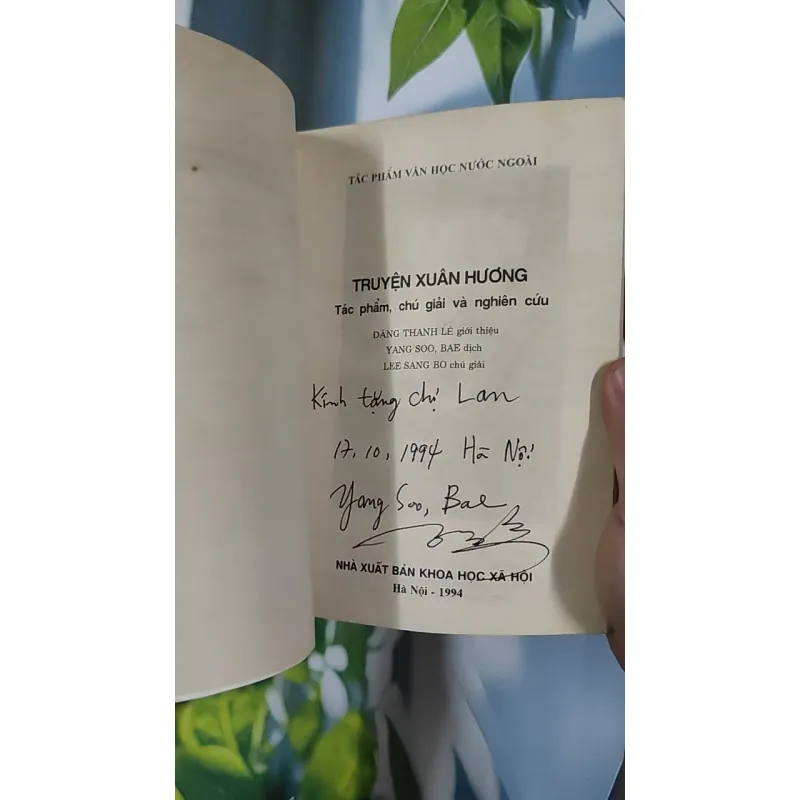 TÁC PHẨM VĂN HỌC NƯỚC NGOÀI
TRUYỆN XUÂN HƯƠNG
Tác phẩm, chú giải và nghiên cứu
ĐẶNG THANH LÊ giới thiệu
YANG SOO, BAE dịch
LEE SANG BO chú giải
Kính tặng chị Lan
17.10.1994 Hà Nội
Yang Soo, Bae
NHÀ XUẤT BẢN KHOA HỌC XÃ HỘI
Hà Nội - 1994